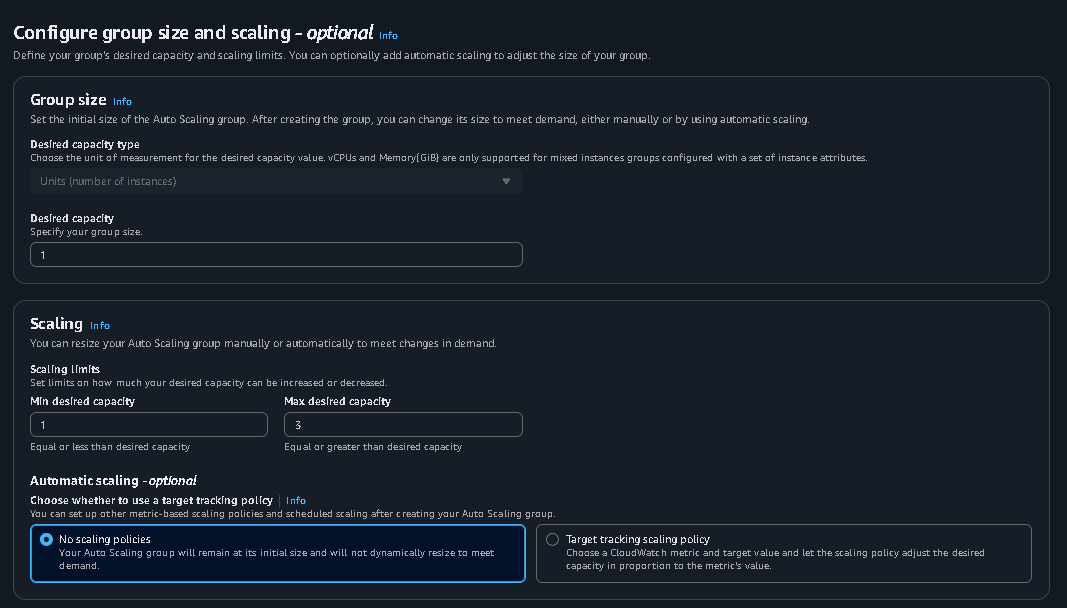 Configure group size and scaling - optional Info
Define your group's desired capacity and scaling limits. You can optionally add automatic scaling to adjust the size of your group.
Group size Info
Set the initial size of the Auto Scaling group. After creating the group, you can change its size to meet demand, either manually or by using automatic scaling.
Desired capacity type
Choose the unit of measurement for the desired capacity value. vCPUs and Memory(GiB) are only supported for mixed instances groups configured with a set of instance attributes.
Units (number of instances)
Desired capacity
Specify your group size.
1
Scaling Info
You can resize your Auto Scaling group manually or automatically to meet changes in demand.
Scaling limits
Set limits on how much your desired capacity can be increased or decreased.
Min desired capacity Max desired capacity
1 3
Equal or less than desired capacity Equal or greater than desired capacity
Automatic scaling - optional
Choose whether to use a target tracking policy | Info
You can set up other metric-based scaling policies and scheduled scaling after creating your Auto Scaling group.
No scaling policies
Your Auto Scaling group will remain at its initial size and will not dynamically resize to meet
demand.
Target tracking scaling policy
Choose a CloudWatch metric and target value and let the scaling policy adjust the desired
capacity in proportion to the metric's value.